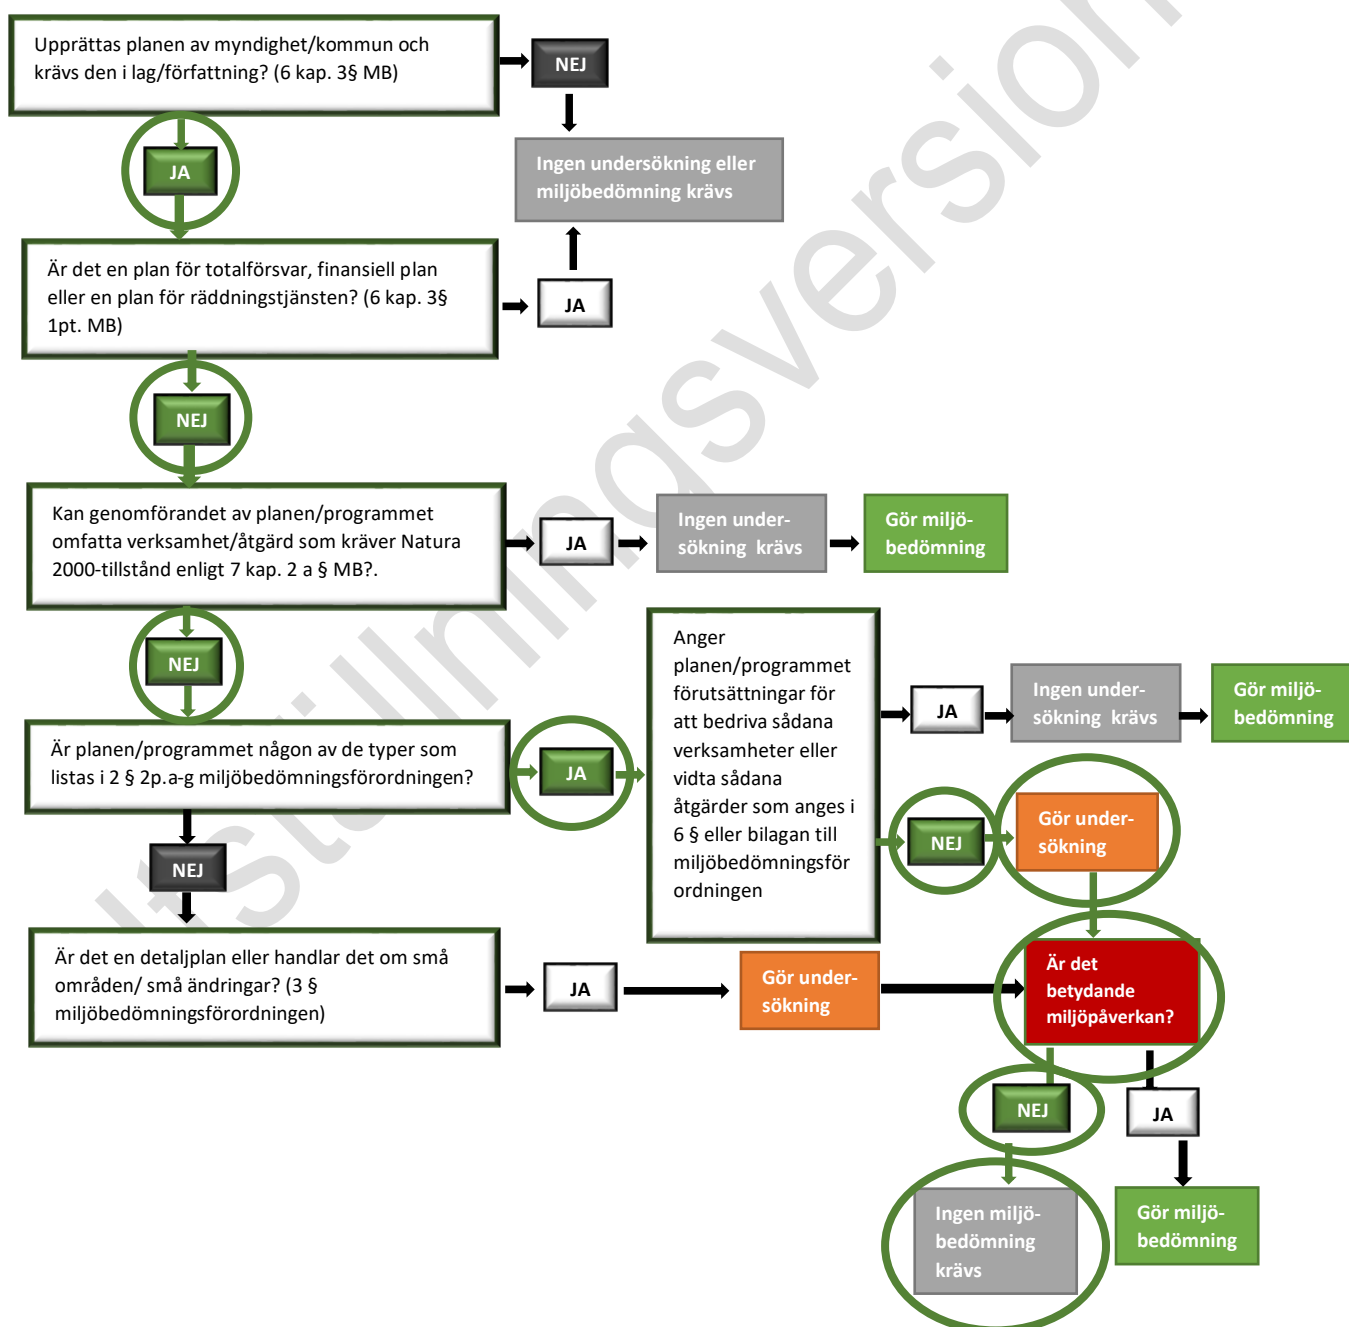 Upprättas planen av myndighet/kommun och
krävs den i lag/författning? (6 kap. 3§ MB)
NEJ
JA
Ingen undersökning eller
miljöbedömning krävs
Är det en plan för totalförsvar, finansiell plan
eller en plan för räddningstjänsten? (6 kap. 3§
1pt. MB)
JA
NEJ
Kan genomförandet av planen/programmet
omfatta verksamhet/åtgärd som kräver Natura
2000-tillstånd enligt 7 kap. 2 a § MB?.
JA
Ingen under-
sökning krävs
Gör miljö-
bedömning
NEJ
Är planen/programmet någon av de typer som
listas i 2 § 2p.a-g miljöbedömningsförordningen?
JA
Anger
planen/programmet
förutsättningar för
att bedriva sådana
verksamheter eller
vidta sådana
åtgärder som anges i
6 § eller bilagan till
miljöbedömningsför
ordningen
JA
Ingen under-
sökning krävs
Gör miljö-
bedömning
NEJ
Gör under-
sökning
NEJ
Är det en detaljplan eller handlar det om små
områden/ små ändringar? (3 §
miljöbedömningsförordningen)
JA
Gör under-
sökning
Är det
betydande
miljöpåverkan?
NEJ
JA
Ingen miljö-
bedömning
krävs
Gör miljö-
bedömning